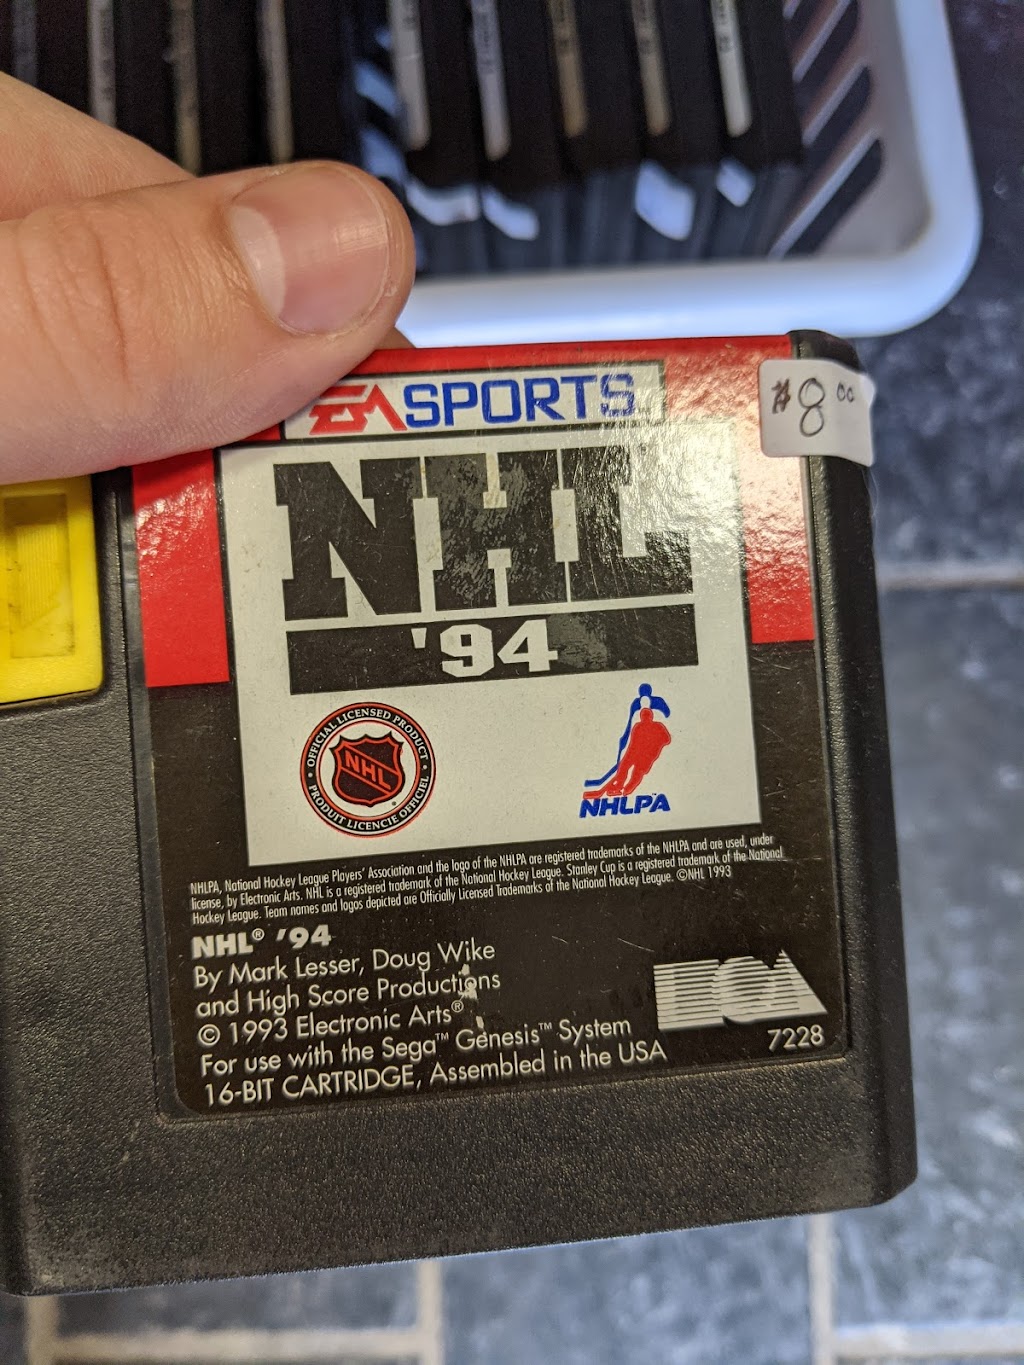 EA SPORTS
$8.00
NHL
'94
OFFICIAL LICENSED PRODUCT
NHL
PRODUIT LICENCIE OFFICIEL
NHLPA
NHLPA, National Hockey League Players' Association and the logo of the NHLPA are registered trademarks of the NHLPA and are used, under
license, by Electronic Arts. NHL is a registered trademark of the National Hockey League. Stanley Cup is a registered trademark of the National
Hockey League. Team names and logos depicted are Officially Licensed Trademarks of the National Hockey League. ©NHL 1993
NHL® '94
By Mark Lesser, Doug Wike
and High Score Productions
© 1993 Electronic Arts®
For use with the Sega™ Genesis™ System
16-BIT CARTRIDGE, Assembled in the USA
EA
7228